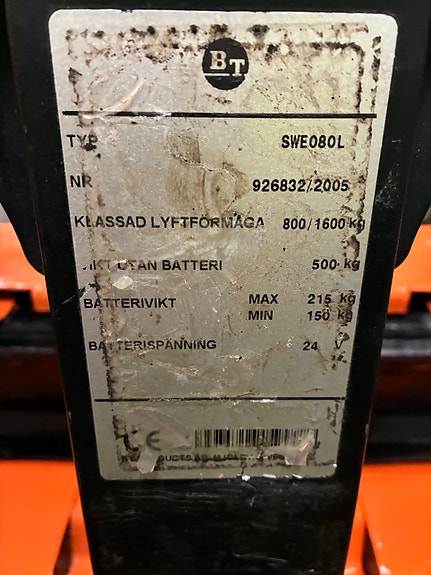 BT
TYP SWE080L
NR 926832/2005
KLASSAD LYFTFÖRMÅGA 800/1600 kg
VIKT UTAN BATTERI 500 kg
BATTERIVIKT MAX 215 kg
MIN 150 kg
BATTERISPÄNNING 24 V
CE